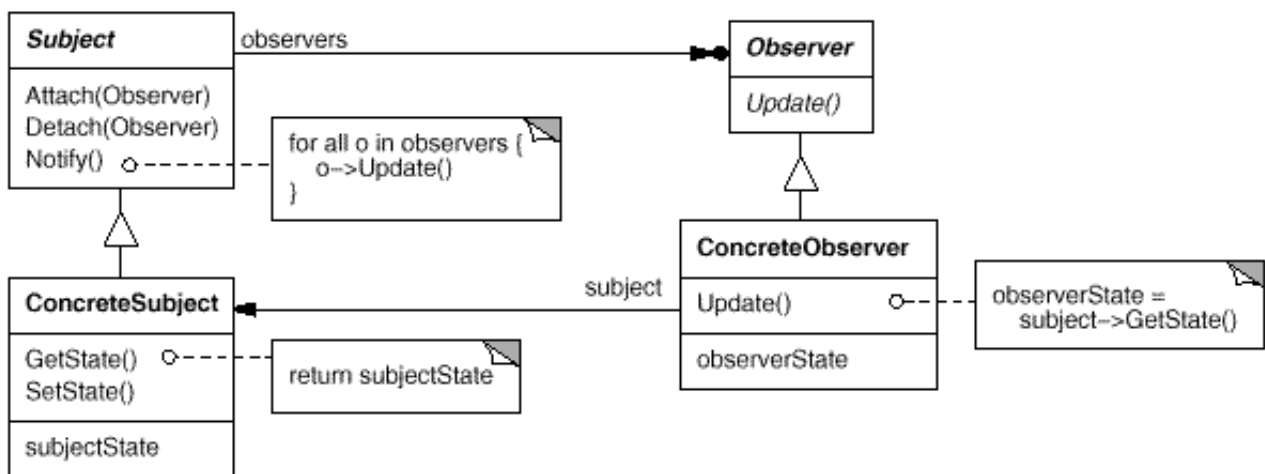 Subject
observers
Observer
Attach(Observer)
Detach(Observer)
Notify()
Update()
for all o in observers {
o->Update()
}
ConcreteSubject
subject
ConcreteObserver
GetState()
SetState()
return subjectState
Update()
observerState =
subject->GetState()
subjectState
observerState